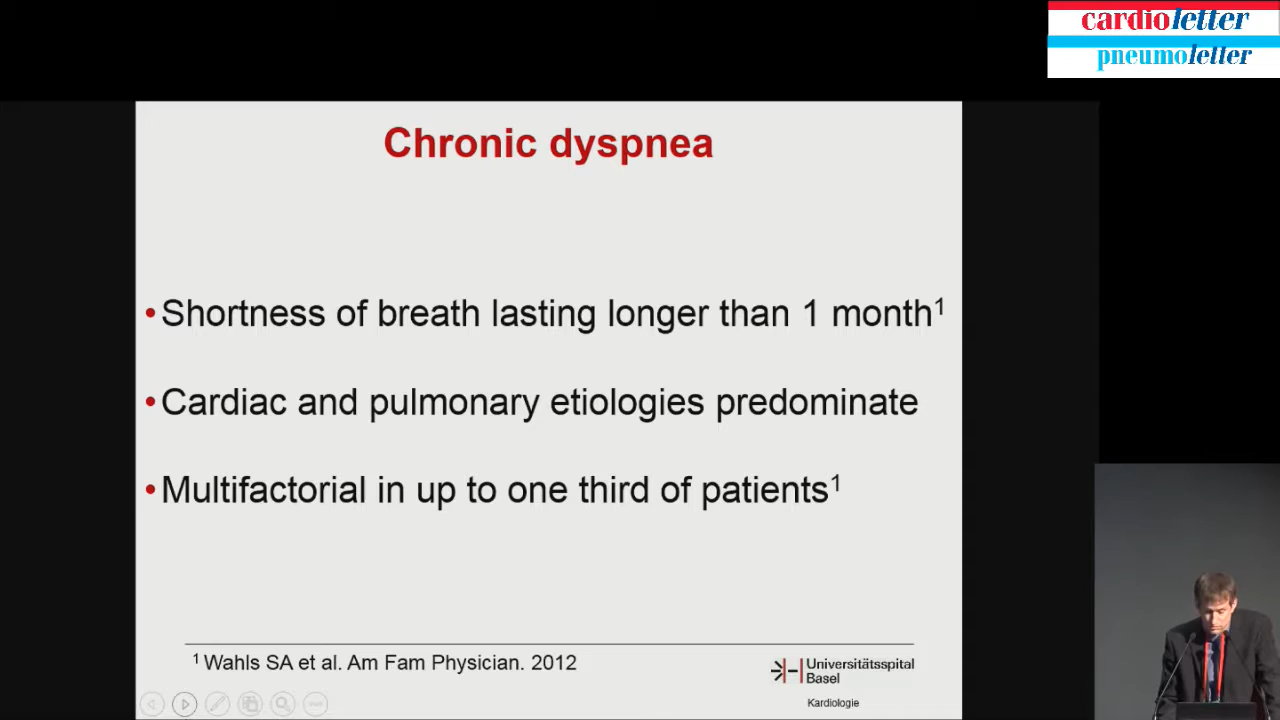 cardioletter
pneumoletter
Chronic dyspnea
•Shortness of breath lasting longer than 1 month¹
•Cardiac and pulmonary etiologies predominate
•Multifactorial in up to one third of patients¹
¹ Wahls SA et al. Am Fam Physician. 2012
Universitätsspital
Basel
Kardiologie